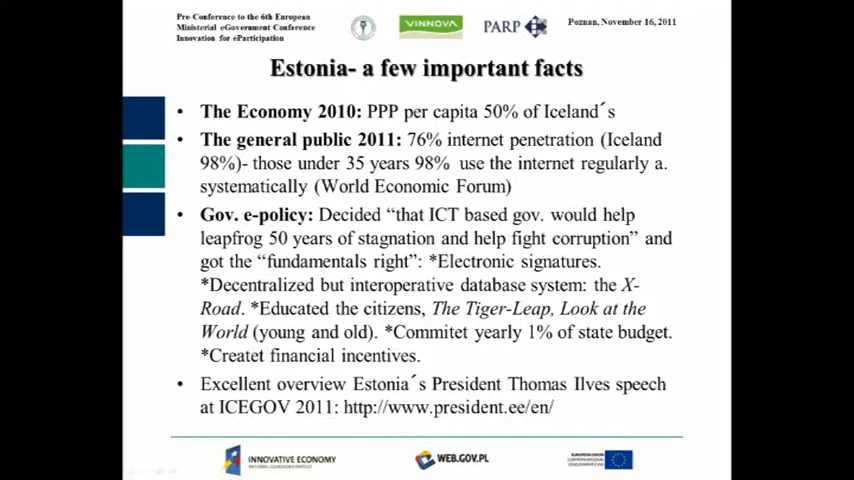 Pre-Conference to the 6th European
Ministerial eGovernment Conference
Innovation for eParticipation
VINNOVA
PARP
Poznan, November 16, 2011
Estonia- a few important facts
• The Economy 2010: PPP per capita 50% of Iceland´s
• The general public 2011: 76% internet penetration (Iceland
98%)- those under 35 years 98% use the internet regularly a.
systematically (World Economic Forum)
• Gov. e-policy: Decided “that ICT based gov. would help
leapfrog 50 years of stagnation and help fight corruption” and
got the “fundamentals right”: *Electronic signatures.
*Decentralized but interoperative database system: the X-
Road. *Educated the citizens, The Tiger-Leap, Look at the
World (young and old). *Commitet yearly 1% of state budget.
*Createt financial incentives.
• Excellent overview Estonia´s President Thomas Ilves speech
at ICEGOV 2011: http://www.president.ee/en/
INNOVATIVE ECONOMY
NATIONAL COHESION STRATEGY
WEB.GOV.PL
EUROPEAN UNION
EUROPEAN REGIONAL
DEVELOPMENT FUND